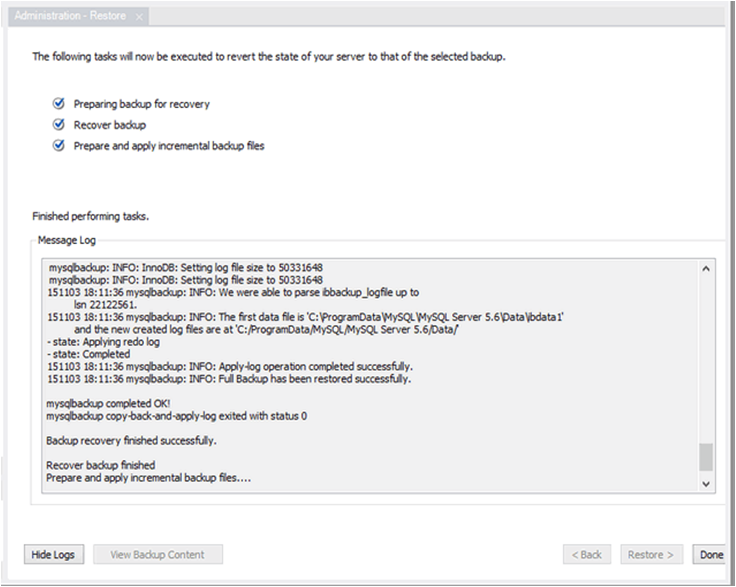 Administration - Restore ×
The following tasks will now be executed to revert the state of your server to that of the selected backup.
Preparing backup for recovery
Recover backup
Prepare and apply incremental backup files
Finished performing tasks.
Message Log
mysqlbackup: INFO: InnoDB: Setting log file size to 50331648
mysqlbackup: INFO: InnoDB: Setting log file size to 50331648
151103 18:11:36 mysqlbackup: INFO: We were able to parse ibbackup_logfile up to
lsn 22122561.
151103 18:11:36 mysqlbackup: INFO: The first data file is 'C:\ProgramData\MySQL\MySQL Server 5.6\Data\ibdata1'
and the new created log files are at 'C:/ProgramData/MySQL/MySQL Server 5.6/Data/'
- state: Applying redo log
- state: Completed
151103 18:11:36 mysqlbackup: INFO: Apply-log operation completed successfully.
151103 18:11:36 mysqlbackup: INFO: Full Backup has been restored successfully.
mysqlbackup completed OK!
mysqlbackup copy-back-and-apply-log exited with status 0
Backup recovery finished successfully.
Recover backup finished
Prepare and apply incremental backup files....
Hide Logs View Backup Content < Back Restore > Done